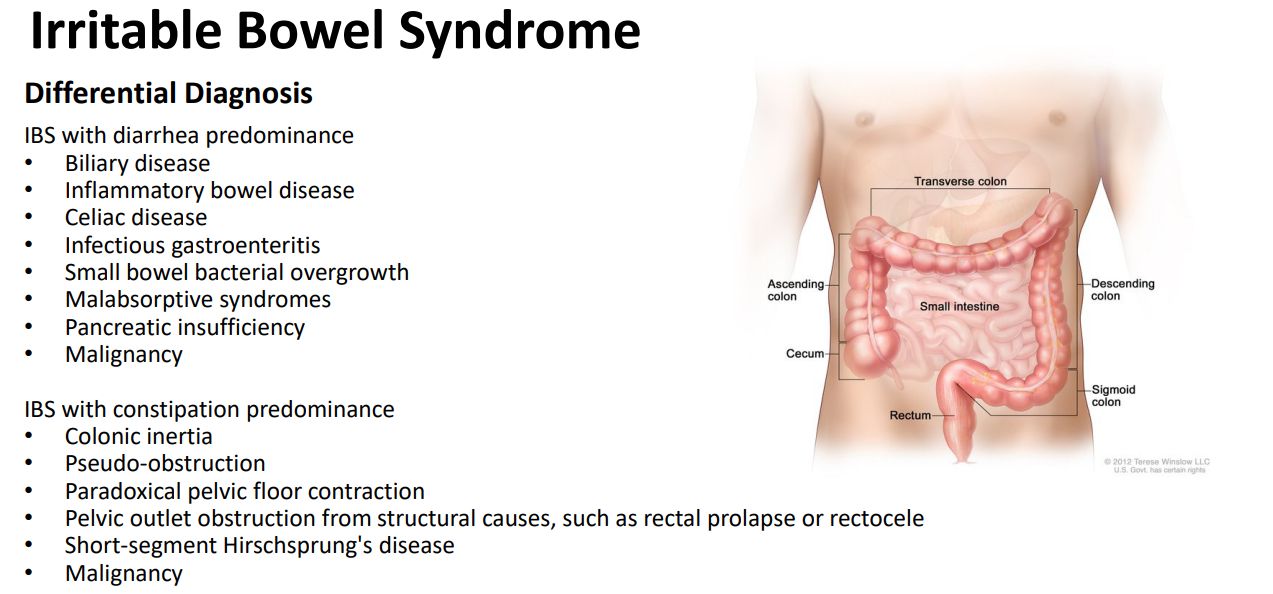 Irritable Bowel Syndrome
Differential Diagnosis
IBS with diarrhea predominance
• Biliary disease
• Inflammatory bowel disease
• Celiac disease
• Infectious gastroenteritis
• Small bowel bacterial overgrowth
• Malabsorptive syndromes
• Pancreatic insufficiency
• Malignancy
IBS with constipation predominance
• Colonic inertia
• Pseudo-obstruction
• Paradoxical pelvic floor contraction
• Pelvic outlet obstruction from structural causes, such as rectal prolapse or rectocele
• Short-segment Hirschsprung's disease
• Malignancy
Transverse colon
Ascending
colon
Descending
colon
Small intestine
Cecum
Sigmoid
colon
Rectum
© 2012 Terese Winslow LLC
U.S. Govt. has certain rights